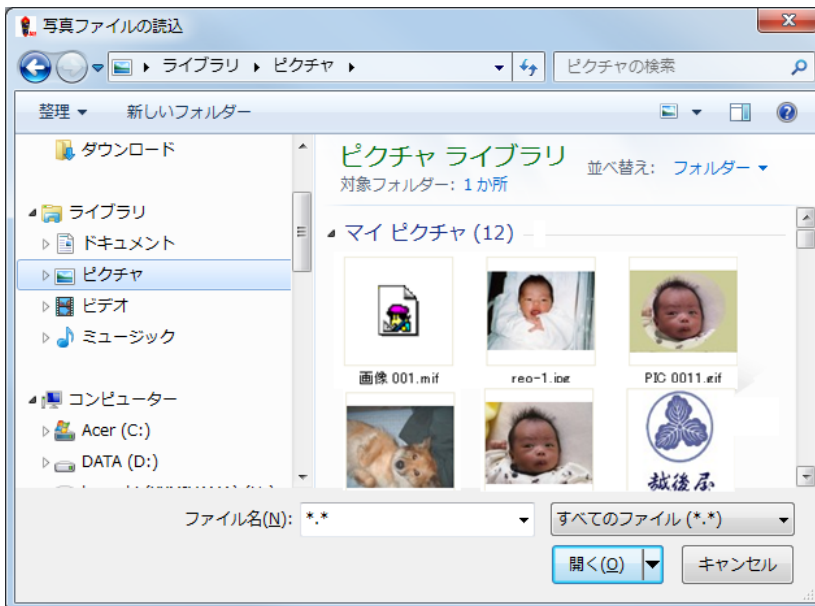 写真ファイルの読込
ライブラリ ピクチャ
ピクチャの検索
整理 新しいフォルダー
ダウンロード
ライブラリ
ドキュメント
ピクチャ
ビデオ
ミュージック
コンピューター
Acer (C:)
DATA (D:)
ピクチャ ライブラリ
対象フォルダー: 1 か所
並べ替え: フォルダー
マイ ピクチャ (12)
画像 001.mif
reo-1.jpg
PIC 0011.gif
越後屋
ファイル名(N): *.*
すべてのファイル (*.*)
開く(O)
キャンセル